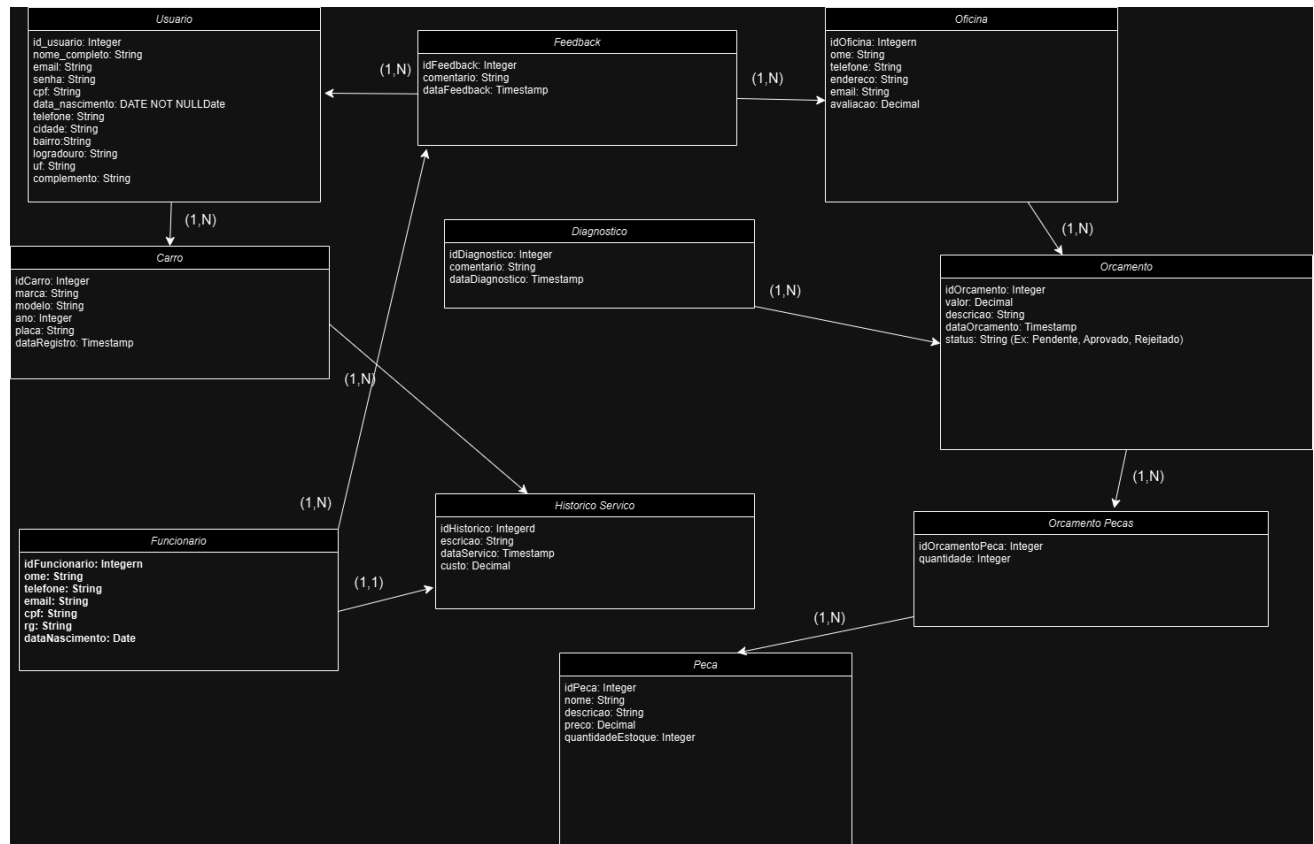 Usuario
id_usuario: Integer
nome_completo: String
email: String
senha: String
cpf: String
data_nascimento: DATE NOT NULLDate
telefone: String
cidade: String
bairro:String
logradouro: String
uf: String
complemento: String
(1,N)
Feedback
idFeedback: Integer
comentario: String
dataFeedback: Timestamp
(1,N)
Oficina
idOficina: Integern
ome: String
telefone: String
endereco: String
email: String
avaliacao: Decimal
(1,N)
(1,N)
Carro
idCarro: Integer
marca: String
modelo: String
ano: Integer
placa: String
dataRegistro: Timestamp
Diagnostico
idDiagnostico: Integer
comentario: String
dataDiagnostico: Timestamp
(1,N)
Orcamento
idOrcamento: Integer
valor: Decimal
descricao: String
dataOrcamento: Timestamp
status: String (Ex: Pendente, Aprovado, Rejeitado)
(1,N)
(1,N)
(1,N)
Funcionario
idFuncionario: Integern
ome: String
telefone: String
email: String
cpf: String
rg: String
dataNascimento: Date
(1,1)
Historico Servico
idHistorico: Integerd
escricao: String
dataServico: Timestamp
custo: Decimal
Orcamento Pecas
idOrcamentoPeca: Integer
quantidade: Integer
(1,N)
Peca
idPeca: Integer
nome: String
descricao: String
preco: Decimal
quantidadeEstoque: Integer